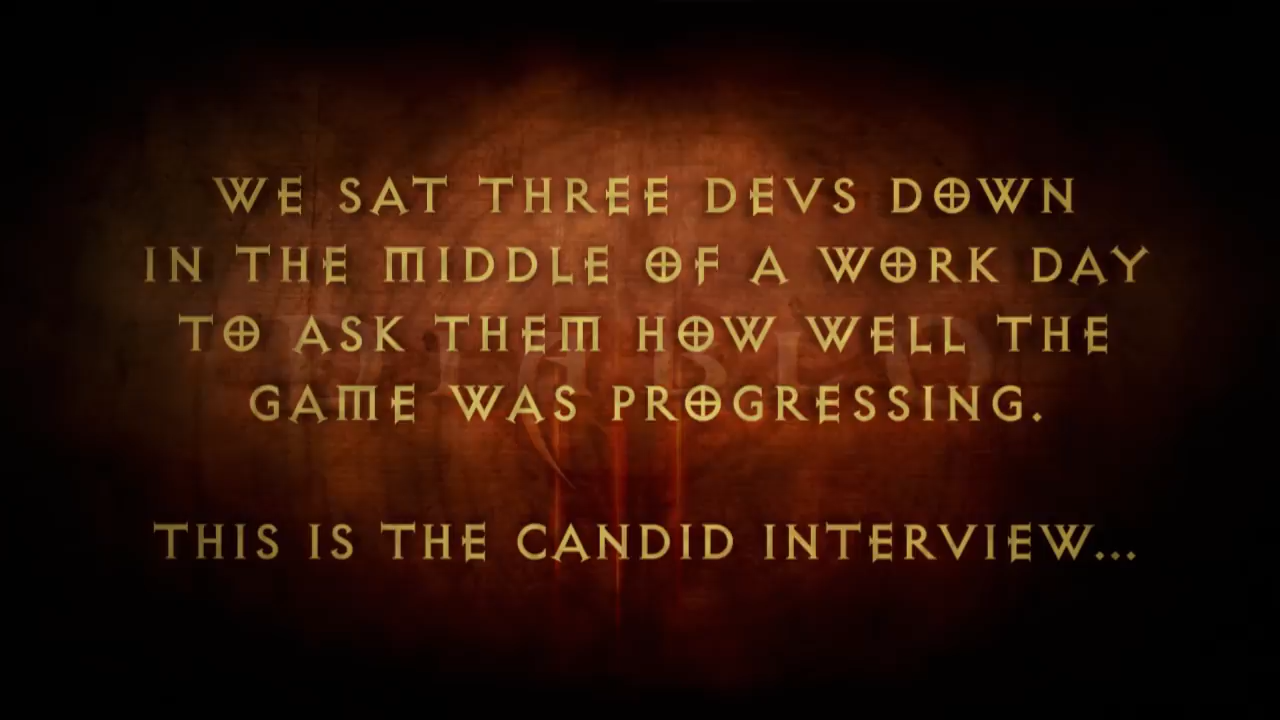 WE SAT THREE DEVS DOWN
IN THE MIDDLE OF A WORK DAY
TO ASK THEM HOW WELL THE
GAME WAS PROGRESSING.
THIS IS THE CANDID INTERVIEW...
DIABLO